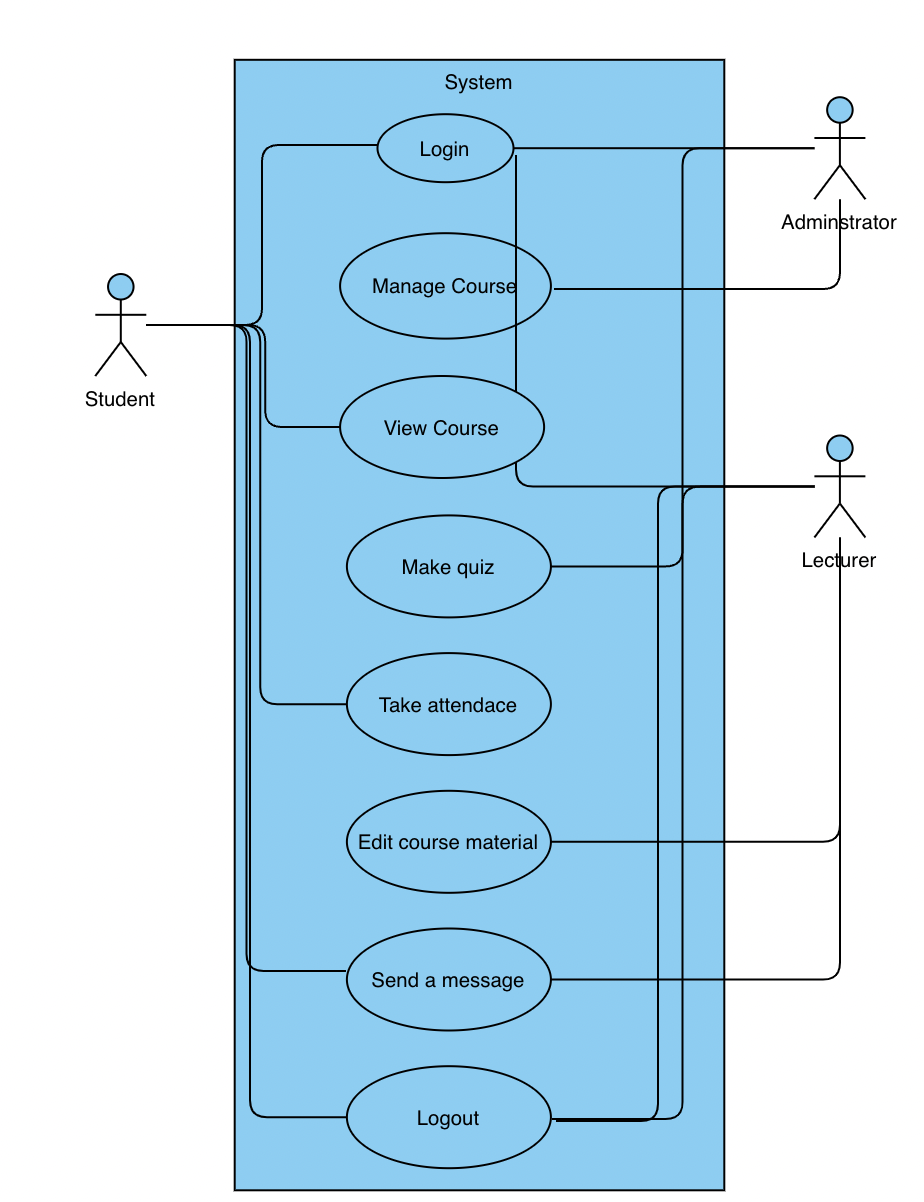 System
Login
Adminstrator
Manage Course
Student
View Course
Lecturer
Make quiz
Take attendace
Edit course material
Send a message
Logout